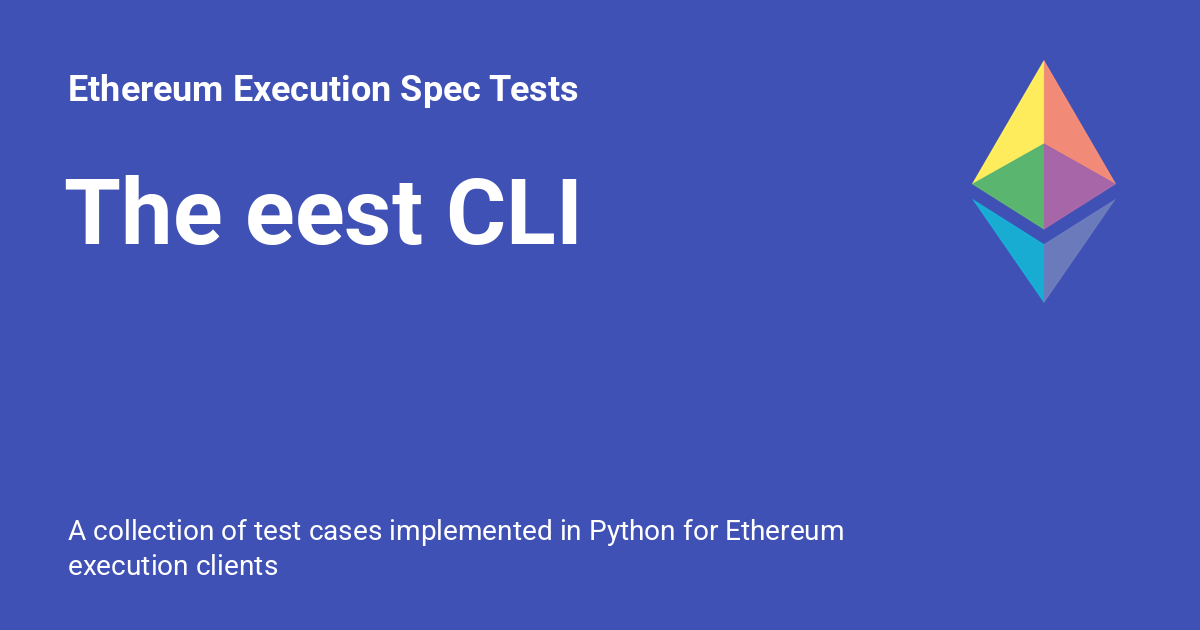 Ethereum Execution Spec Tests
The eest CLI
A collection of test cases implemented in Python for Ethereum
execution clients